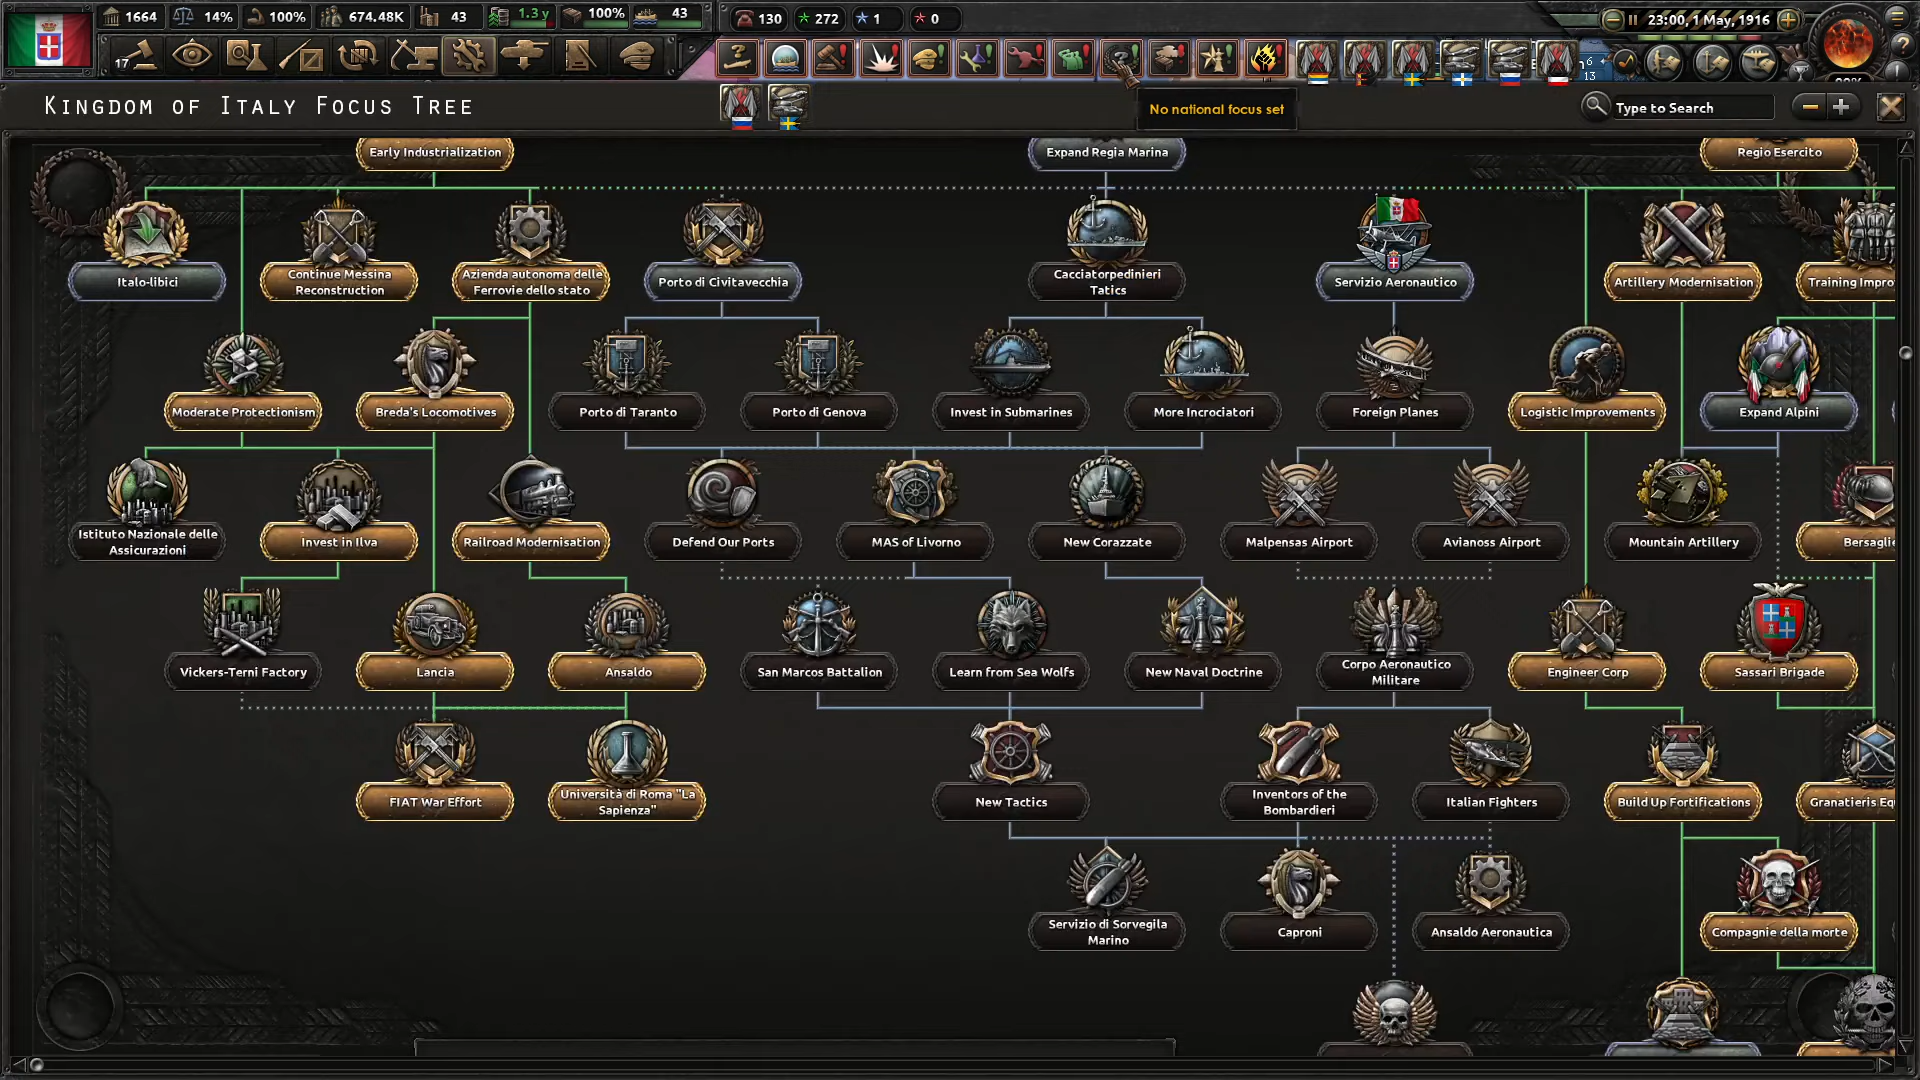 1664
14%
100%
674.48K
43
1.3 y
100%
43
130
272
1
0
23:00, 1 May, 1916
17
6
13
Kingdom of Italy Focus Tree
No national focus set
Type to Search
Early Industrialization
Expand Regia Marina
Regio Esercito
Italo-libici
Continue Messina
Reconstruction
Azienda autonoma delle
Ferrovie dello stato
Porto di Civitavecchia
Cacciatorpedinieri
Tatics
Servizio Aeronautico
Artillery Modernisation
Training Impro
Moderate Protectionism
Breda's Locomotives
Porto di Taranto
Porto di Genova
Invest in Submarines
More Incrociatori
Foreign Planes
Logistic Improvements
Expand Alpini
Istituto Nazionale delle
Assicurazioni
Invest in Ilva
Railroad Modernisation
Defend Our Ports
MAS of Livorno
New Corazzate
Malpensas Airport
Avianoss Airport
Mountain Artillery
Bersaglie
Vickers-Terni Factory
Lancia
Ansaldo
San Marcos Battalion
Learn from Sea Wolfs
New Naval Doctrine
Corpo Aeronautico
Militare
Engineer Corp
Sassari Brigade
FIAT War Effort
Università di Roma "La
Sapienza"
New Tactics
Inventors of the
Bombardieri
Italian Fighters
Build Up Fortifications
Granatieris Eq
Servizio di Sorvegila
Marino
Caproni
Ansaldo Aeronautica
Compagnie della morte